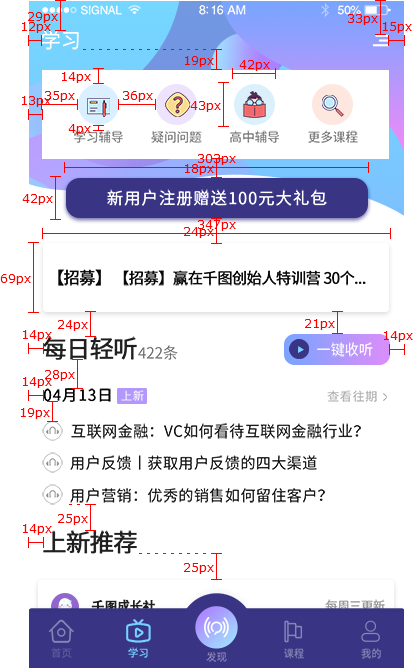 SIGNAL 8:16 AM 50%
29px
33px
12px
学习
15px
19px
14px
42px
13px
35px
36px
43px
4px
学习辅导 疑问问题 高中辅导 更多课程
18px
42px
新用户注册赠送100元大礼包
347px
24px
69px
【招募】 【招募】赢在千图创始人特训营 30个...
24px
21px
14px
每日轻听422条
一键收听
14px
28px
14px
04月13日 上新
查看往期 >
19px
互联网金融：VC如何看待互联网金融行业？
用户反馈丨获取用户反馈的四大渠道
用户营销：优秀的销售如何留住客户？
25px
14px
上新推荐
25px
千图成长社
每周三更新
首页 学习 发现 课程 我的